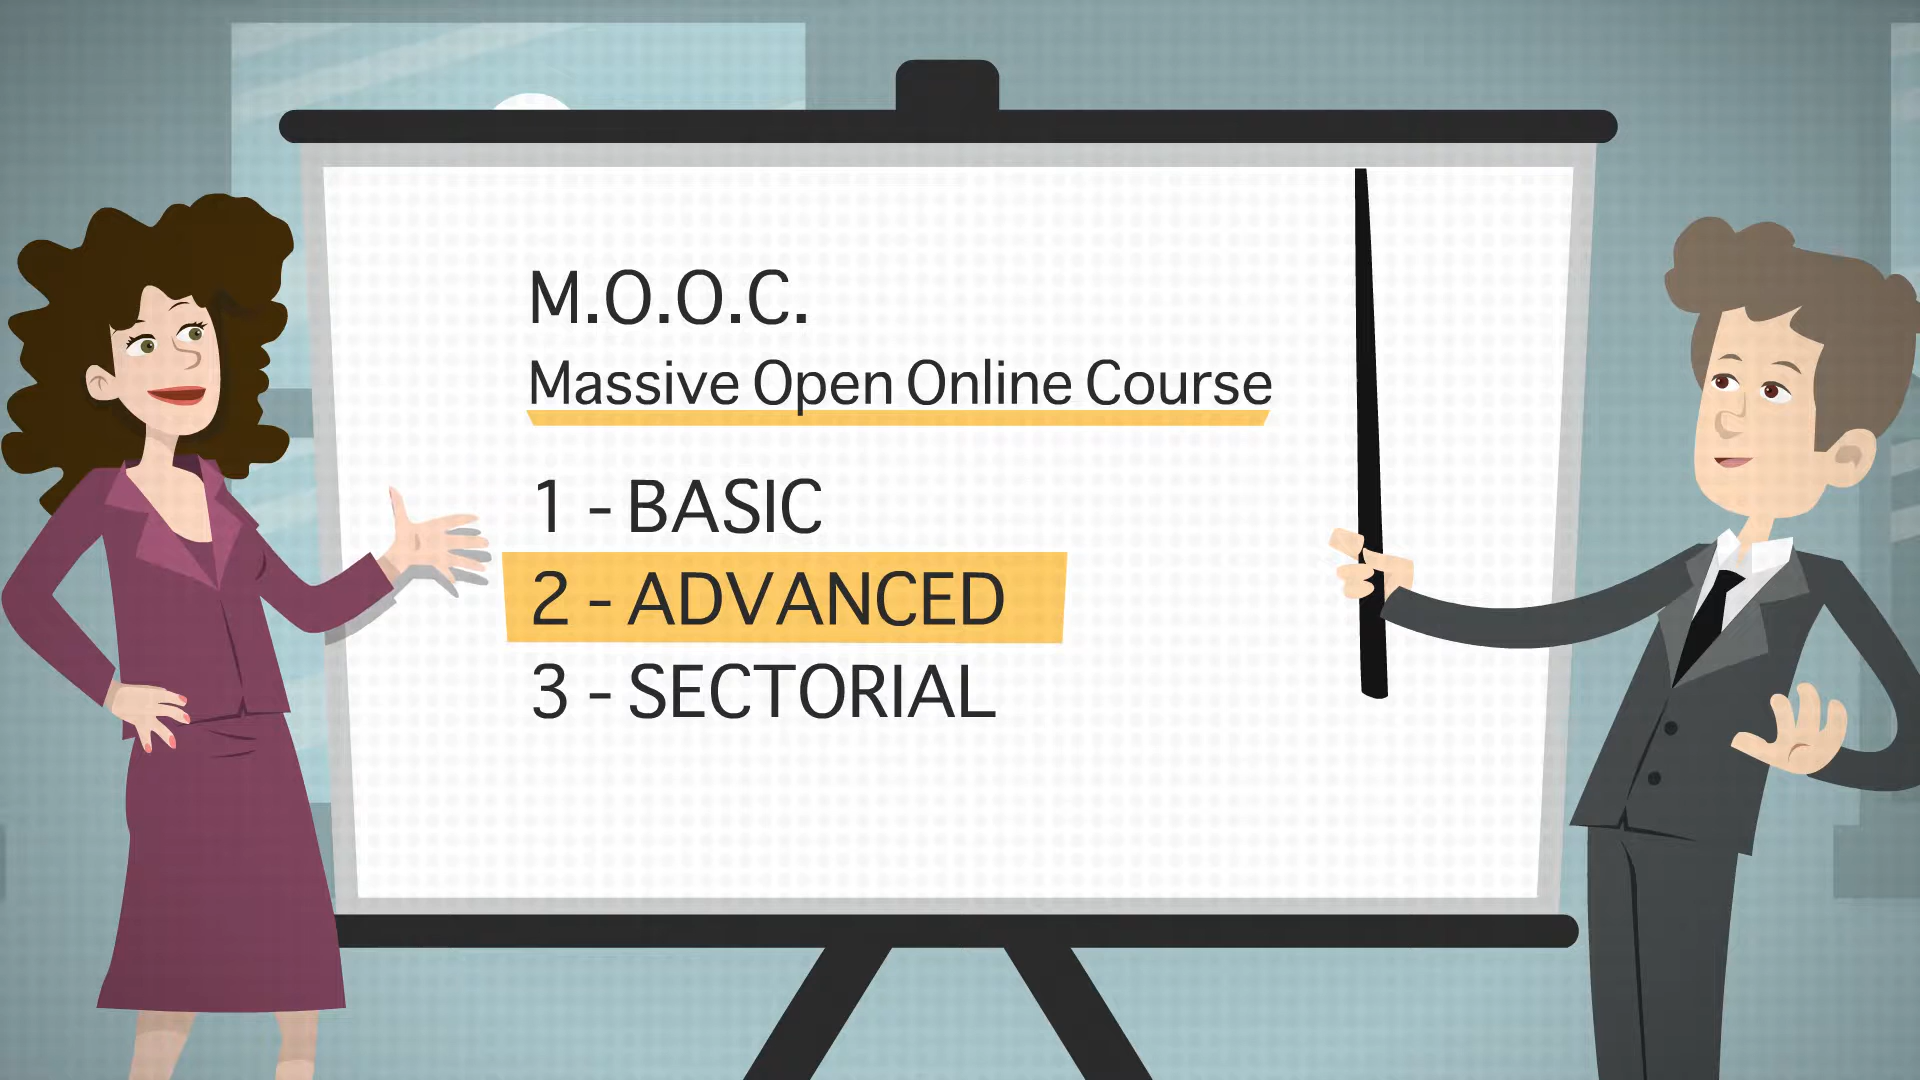 M.O.O.C.
Massive Open Online Course
1 - BASIC
2 - ADVANCED
3 - SECTORIAL